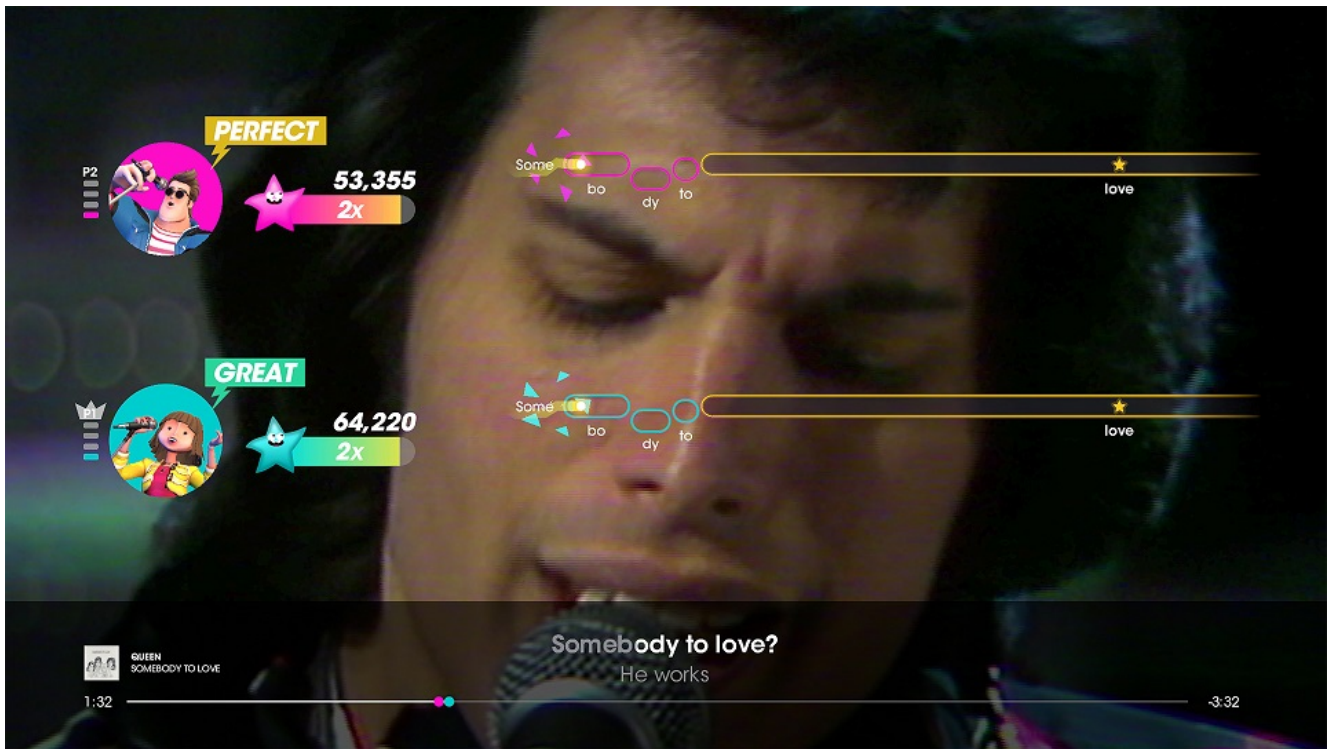 PERFECT
P2
53,355
2x
Some
bo
dy
to
love
GREAT
P1
64,220
2x
Some
bo
dy
to
love
Somebody to love?
He works
QUEEN
SOMEBODY TO LOVE
1:32
-3:32